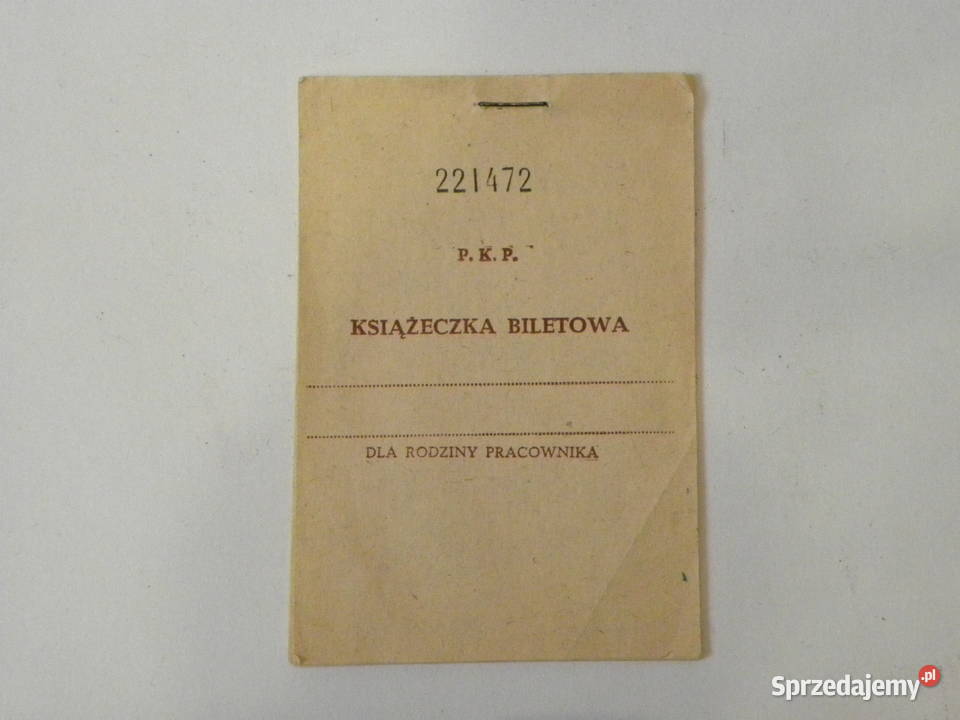 221472
P. K. P.
KSIĄŻECZKA BILETOWA
DLA RODZINY PRACOWNIKA
Sprzedajemy.pl